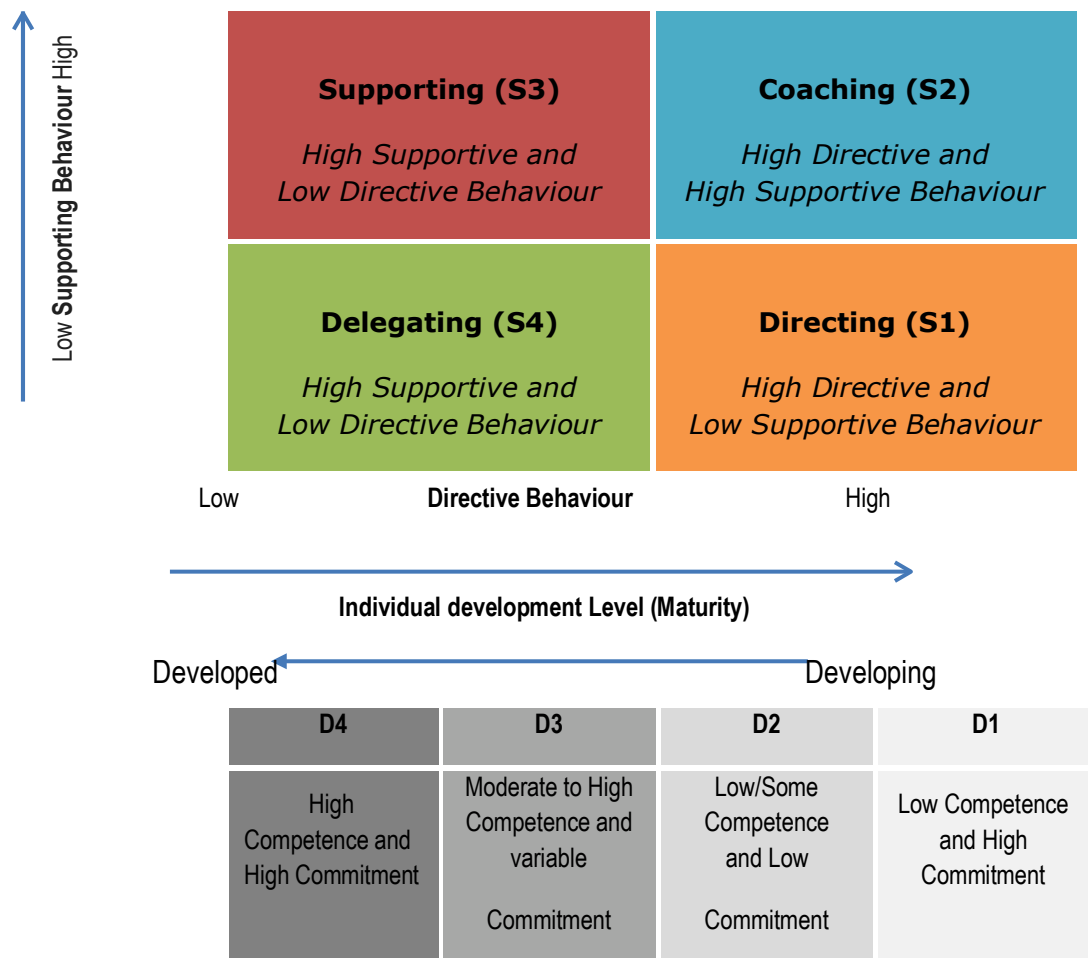 Low Supporting Behaviour High
Supporting (S3)
High Supportive and
Low Directive Behaviour
Coaching (S2)
High Directive and
High Supportive Behaviour
Delegating (S4)
High Supportive and
Low Directive Behaviour
Directing (S1)
High Directive and
Low Supportive Behaviour
Low
Directive Behaviour
High
Individual development Level (Maturity)
Developed
Developing
D4
D3
D2
D1
High
Competence and
High Commitment
Moderate to High
Competence and
variable
Commitment
Low/Some
Competence
and Low
Commitment
Low Competence
and High
Commitment